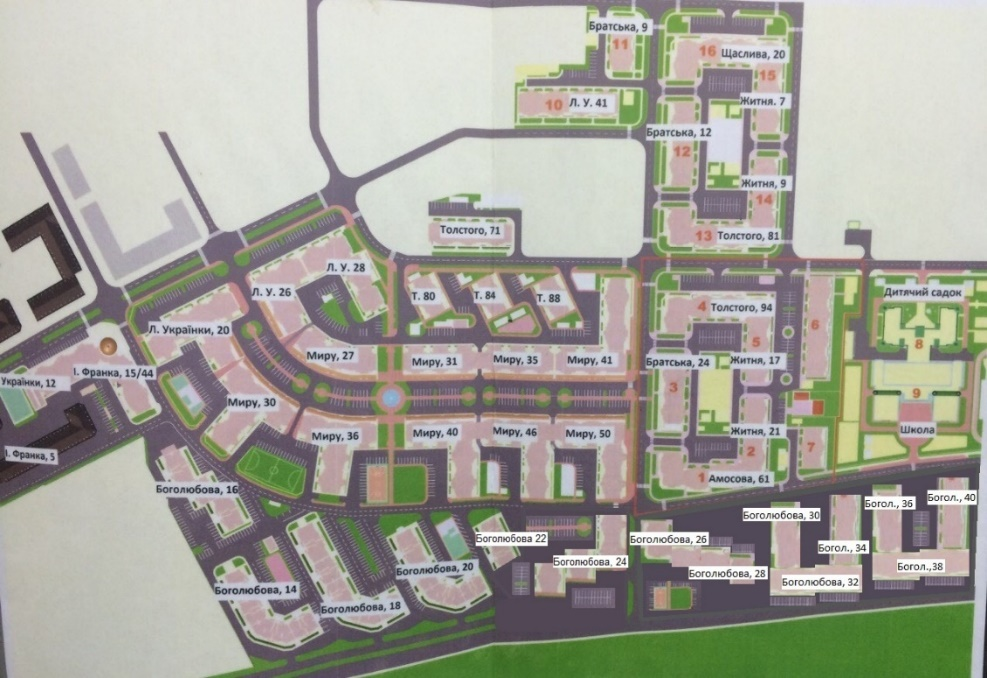 Братська, 9
11
16 Щаслива, 20
15
10 Л. У. 41
Житня. 7
Братська, 12
12
Житня, 9
14
Толстого, 71
13 Толстого, 81
Л. У. 28
Л. У. 26
Т. 80
Т. 84
Т. 88
Дитячий садок
8
4 Толстого, 94
6
5
Л. Українки, 20
Миру, 27
Миру, 31
Миру, 35
Миру, 41
Братська, 24
Житня, 17
І. Франка, 15/44
Українки, 12
3
9
Миру, 30
Школа
Миру, 36
Миру, 40
Миру, 46
Миру, 50
Житня, 21
2
7
І. Франка, 5
1 Амосова, 61
Боголюбова, 16
Боголюбова, 30
Богол., 36
Богол., 40
Боголюбова 22
Боголюбова, 26
Богол., 34
Боголюбова, 20
Боголюбова, 24
Боголюбова, 28
Богол.,38
Боголюбова, 32
Боголюбова, 14
Боголюбова, 18